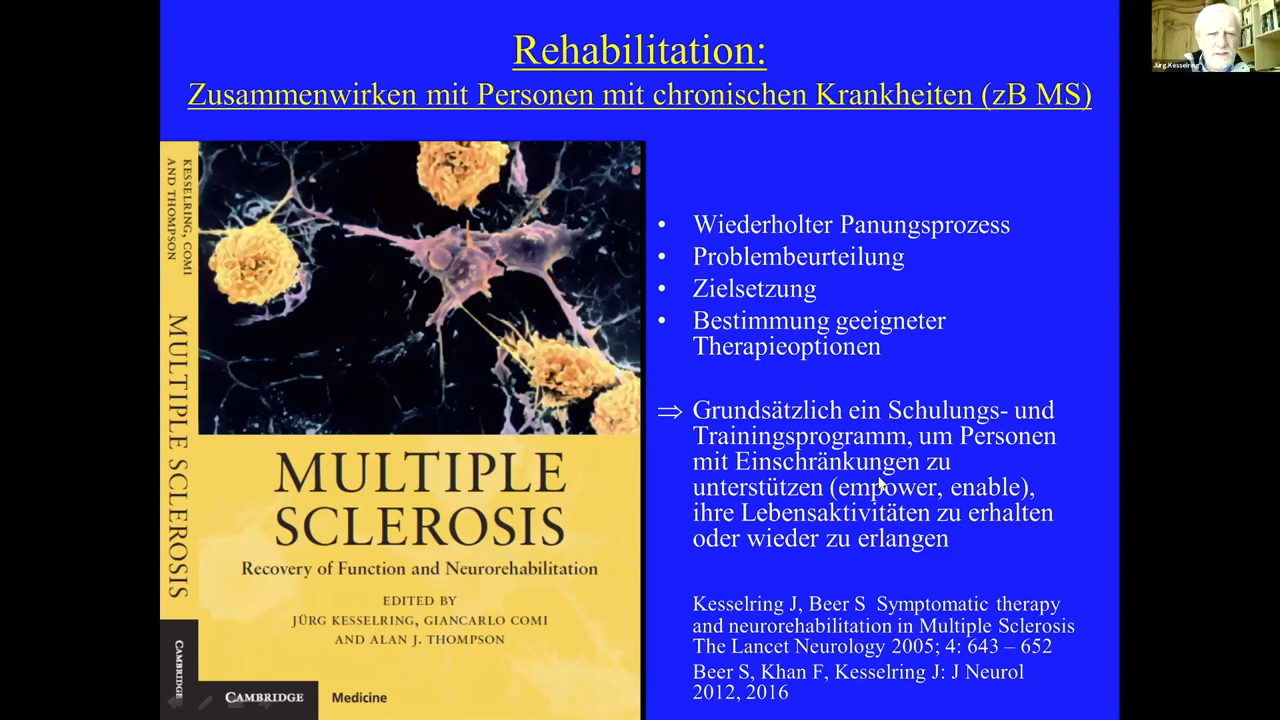 Rehabilitation:
Zusammenwirken mit Personen mit chronischen Krankheiten (zB MS)
Jürg Kesselring
KESSELRING, COMI
AND THOMPSON
MULTIPLE SCLEROSIS
CAMBRIDGE
MULTIPLE
SCLEROSIS
Recovery of Function and Neurorehabilitation
EDITED BY
JÜRG KESSELRING, GIANCARLO COMI
AND ALAN J. THOMPSON
CAMBRIDGE
Medicine
• Wiederholter Panungsprozess
• Problembeurteilung
• Zielsetzung
• Bestimmung geeigneter
Therapieoptionen
⇒ Grundsätzlich ein Schulungs- und
Trainingsprogramm, um Personen
mit Einschränkungen zu
unterstützen (empower, enable),
ihre Lebensaktivitäten zu erhalten
oder wieder zu erlangen
Kesselring J, Beer S Symptomatic therapy
and neurorehabilitation in Multiple Sclerosis
The Lancet Neurology 2005; 4: 643 – 652
Beer S, Khan F, Kesselring J: J Neurol
2012, 2016